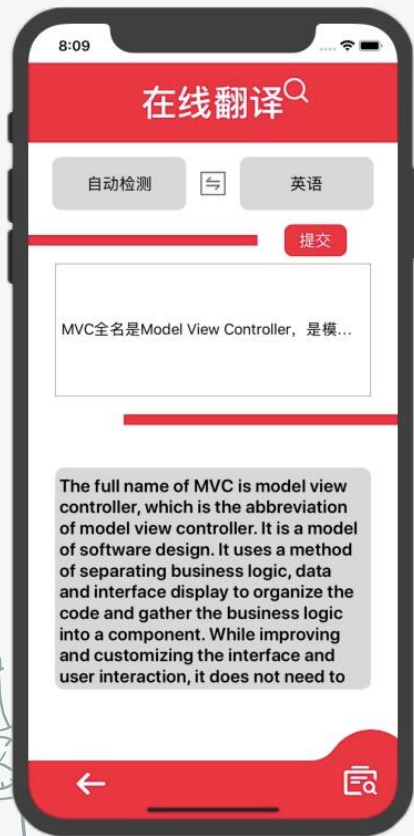 8:09
在线翻译
自动检测
英语
提交
MVC全名是Model View Controller，是模...
The full name of MVC is model view
controller, which is the abbreviation
of model view controller. It is a model
of software design. It uses a method
of separating business logic, data
and interface display to organize the
code and gather the business logic
into a component. While improving
and customizing the interface and
user interaction, it does not need to